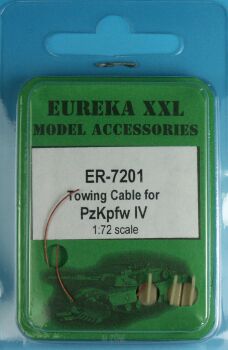 EUREKA XXL
MODEL ACCESSORIES
ER-7201
Towing Cable for
PzKpfw IV
1:72 scale